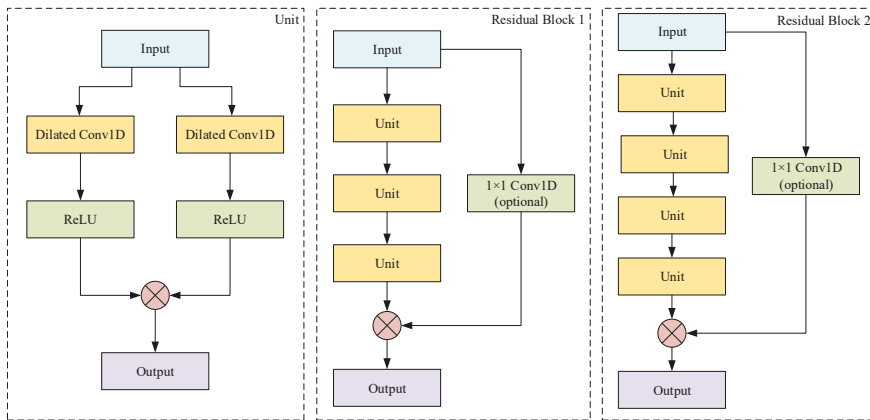 Unit
Input
Dilated Conv1D
Dilated Conv1D
ReLU
ReLU
Output
Residual Block 1
Input
Unit
Unit
1×1 Conv1D
(optional)
Unit
Output
Residual Block 2
Input
Unit
Unit
1×1 Conv1D
(optional)
Unit
Unit
Output